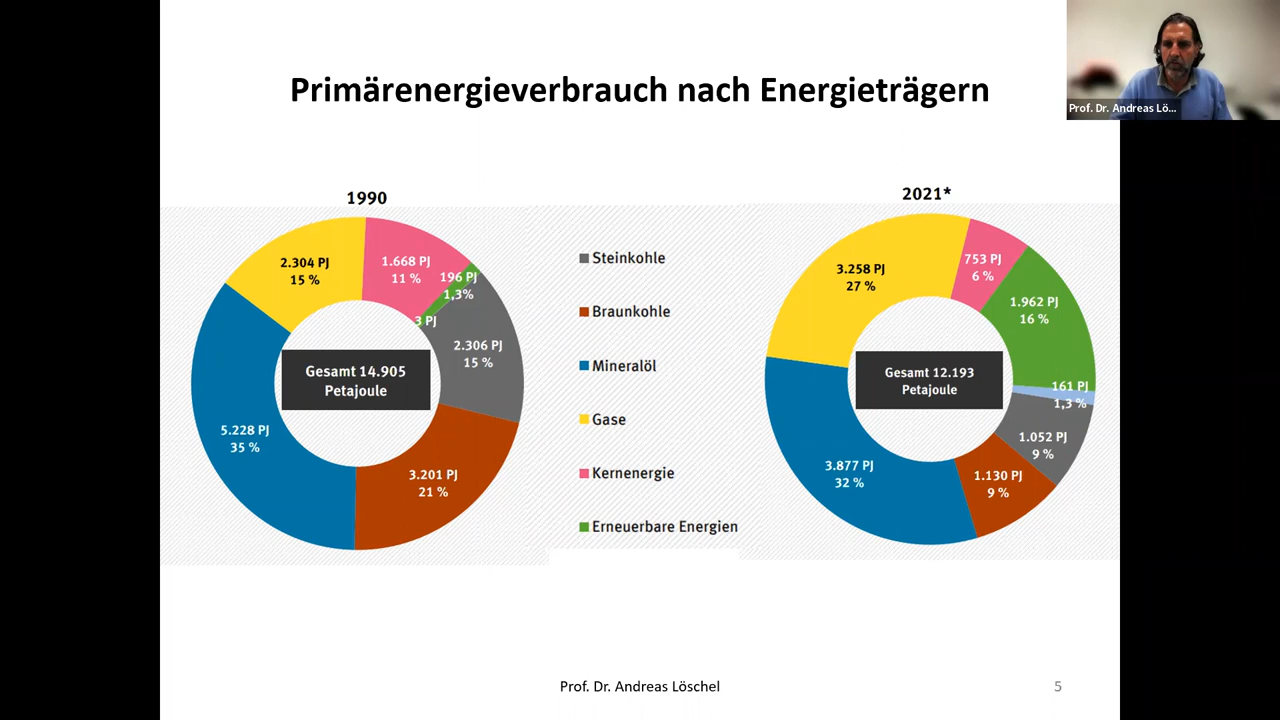 Prof. Dr. Andreas Lö...
Primärenergieverbrauch nach Energieträgern
1990
2.304 PJ
15 %
1.668 PJ
11 %
196 PJ
1,3%
3 PJ
2.306 PJ
15 %
3.201 PJ
21 %
5.228 PJ
35 %
Gesamt 14.905
Petajoule
Steinkohle
Braunkohle
Mineralöl
Gase
Kernenergie
Erneuerbare Energien
2021*
3.258 PJ
27 %
753 PJ
6 %
1.962 PJ
16 %
161 PJ
1,3 %
1.052 PJ
9 %
1.130 PJ
9 %
3.877 PJ
32 %
Gesamt 12.193
Petajoule
Prof. Dr. Andreas Löschel
5